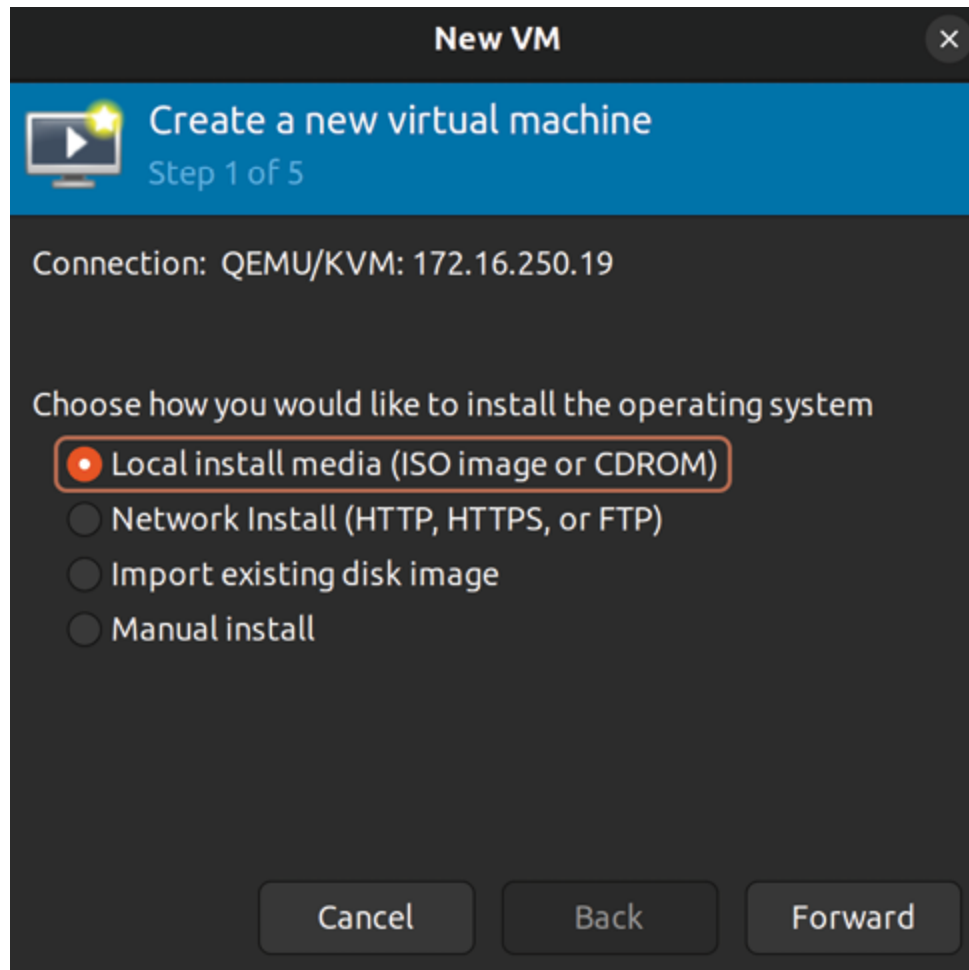 New VM
Create a new virtual machine
Step 1 of 5
Connection: QEMU/KVM: 172.16.250.19
Choose how you would like to install the operating system
Local install media (ISO image or CDROM)
Network Install (HTTP, HTTPS, or FTP)
Import existing disk image
Manual install
Cancel Back Forward